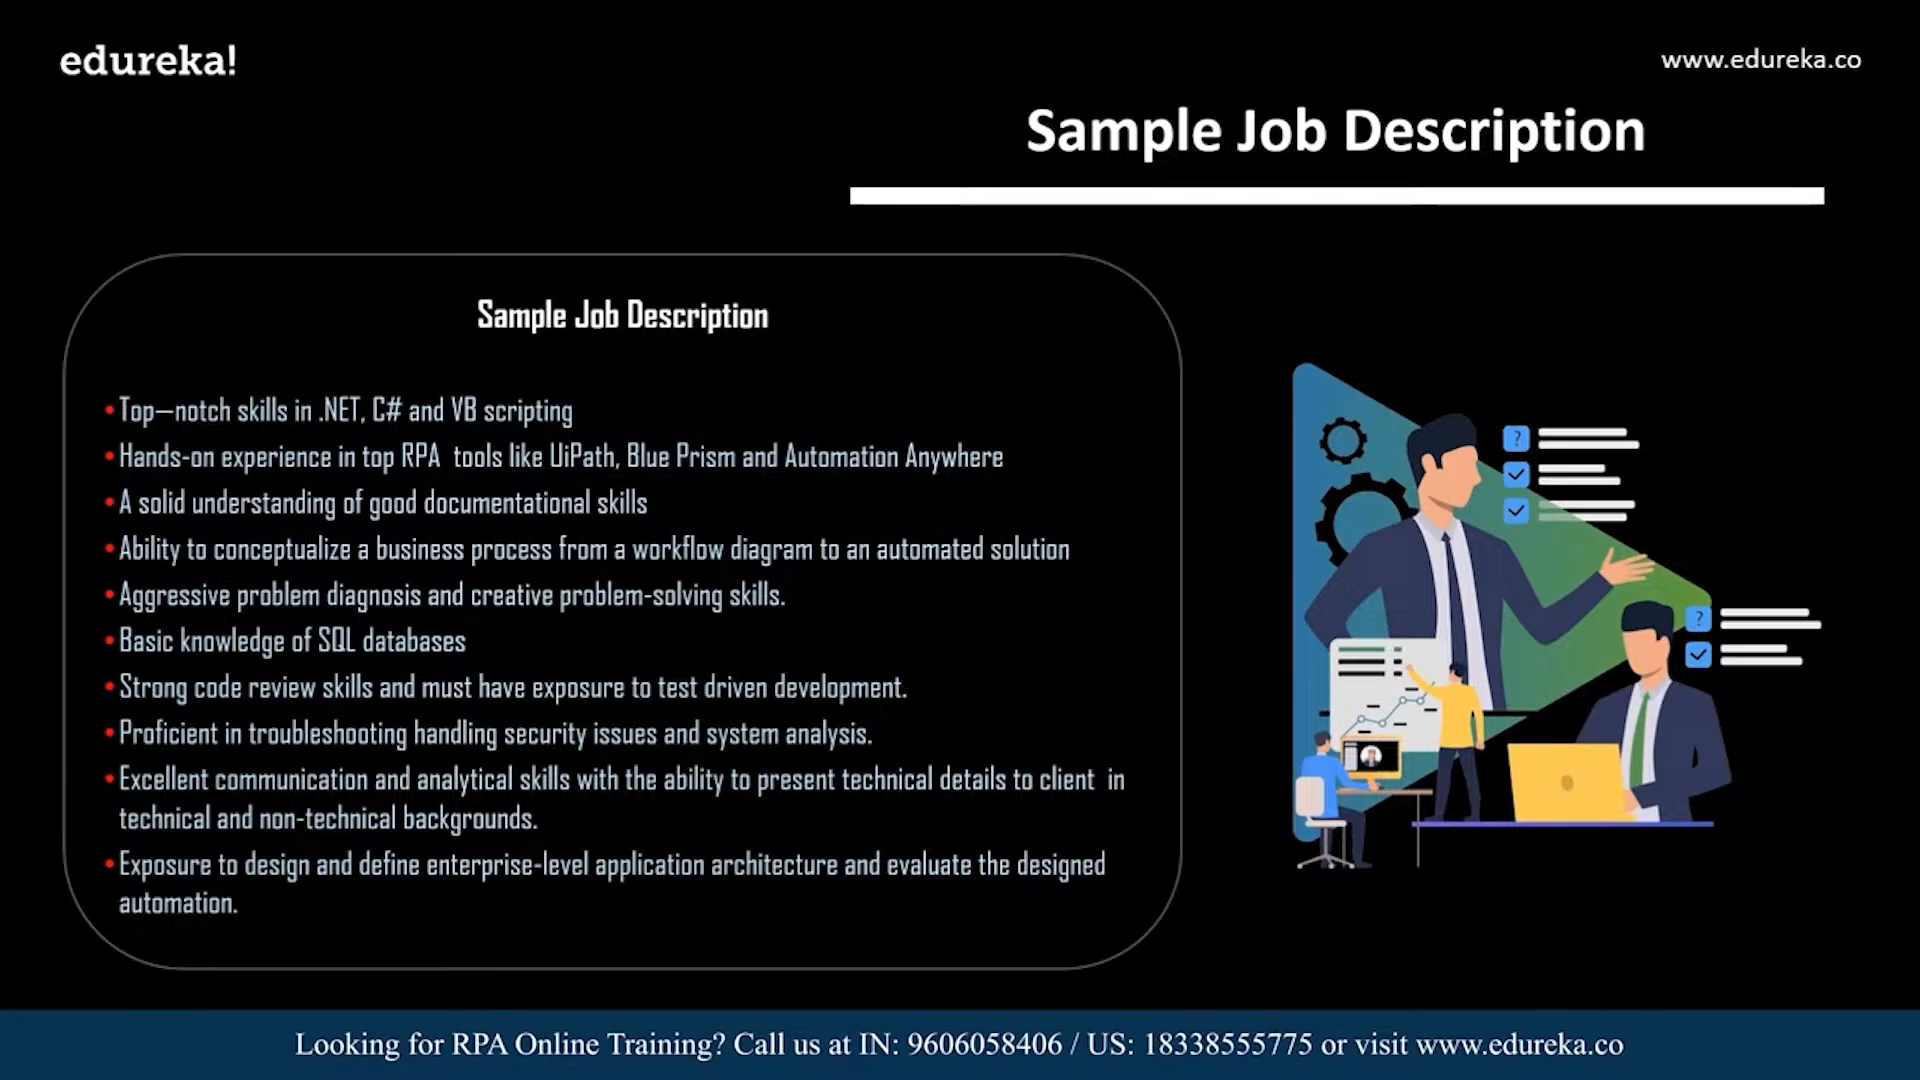 edureka!
www.edureka.co
Sample Job Description
Sample Job Description
•Top—notch skills in .NET, C# and VB scripting
•Hands-on experience in top RPA  tools like UiPath, Blue Prism and Automation Anywhere
•A solid understanding of good documentational skills
•Ability to conceptualize a business process from a workflow diagram to an automated solution
•Aggressive problem diagnosis and creative problem-solving skills.
•Basic knowledge of SQL databases
•Strong code review skills and must have exposure to test driven development.
•Proficient in troubleshooting handling security issues and system analysis.
•Excellent communication and analytical skills with the ability to present technical details to client  in
technical and non-technical backgrounds.
•Exposure to design and define enterprise-level application architecture and evaluate the designed
automation.
?
?
Looking for RPA Online Training? Call us at IN: 9606058406 / US: 18338555775 or visit www.edureka.co